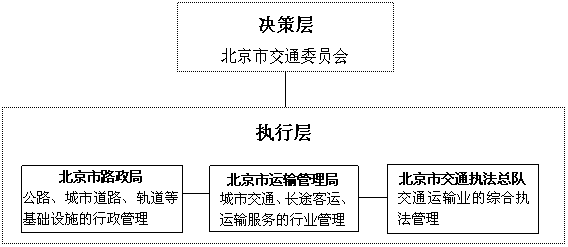 决策层
北京市交通委员会
执行层
北京市路政局
公路、城市道路、轨道等
基础设施的行政管理
北京市运输管理局
城市交通、长途客运、
运输服务的行业管理
北京市交通执法总队
交通运输业的综合执
法管理